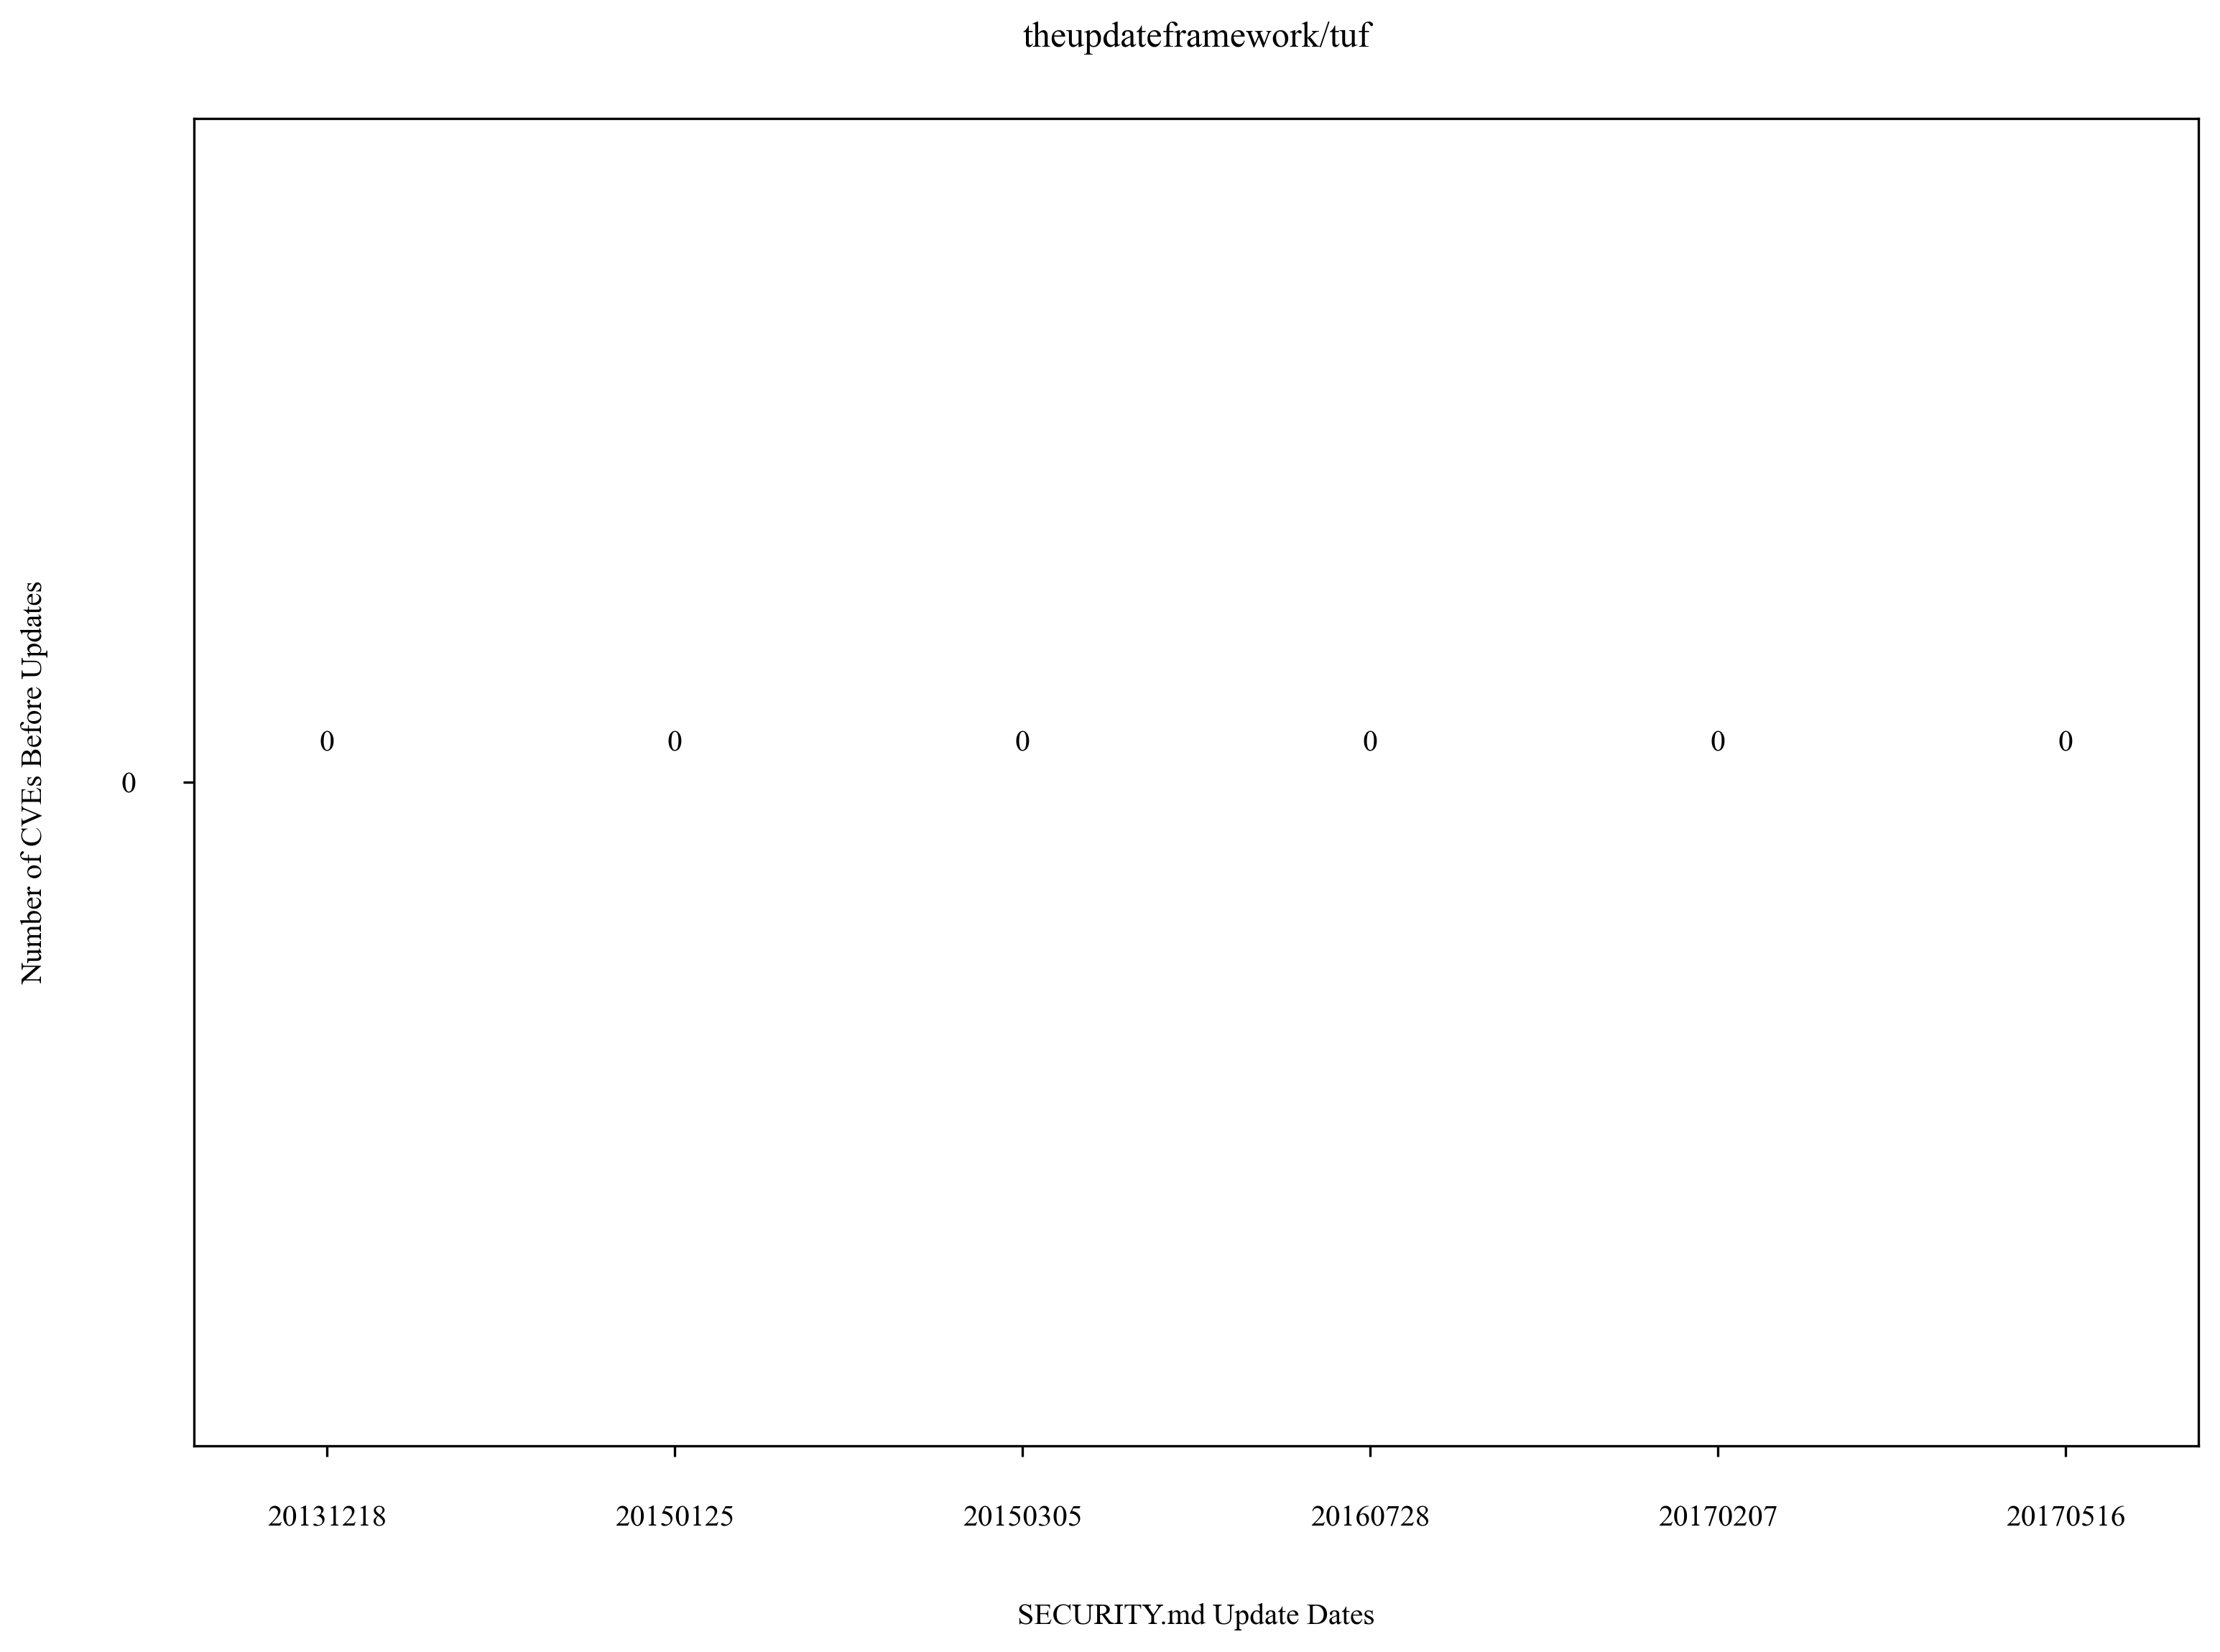 theupdateframework/tuf
Number of CVEs Before Updates
0 0 0 0 0 0
0
20131218 20150125 20150305 20160728 20170207 20170516
SECURITY.md Update Dates